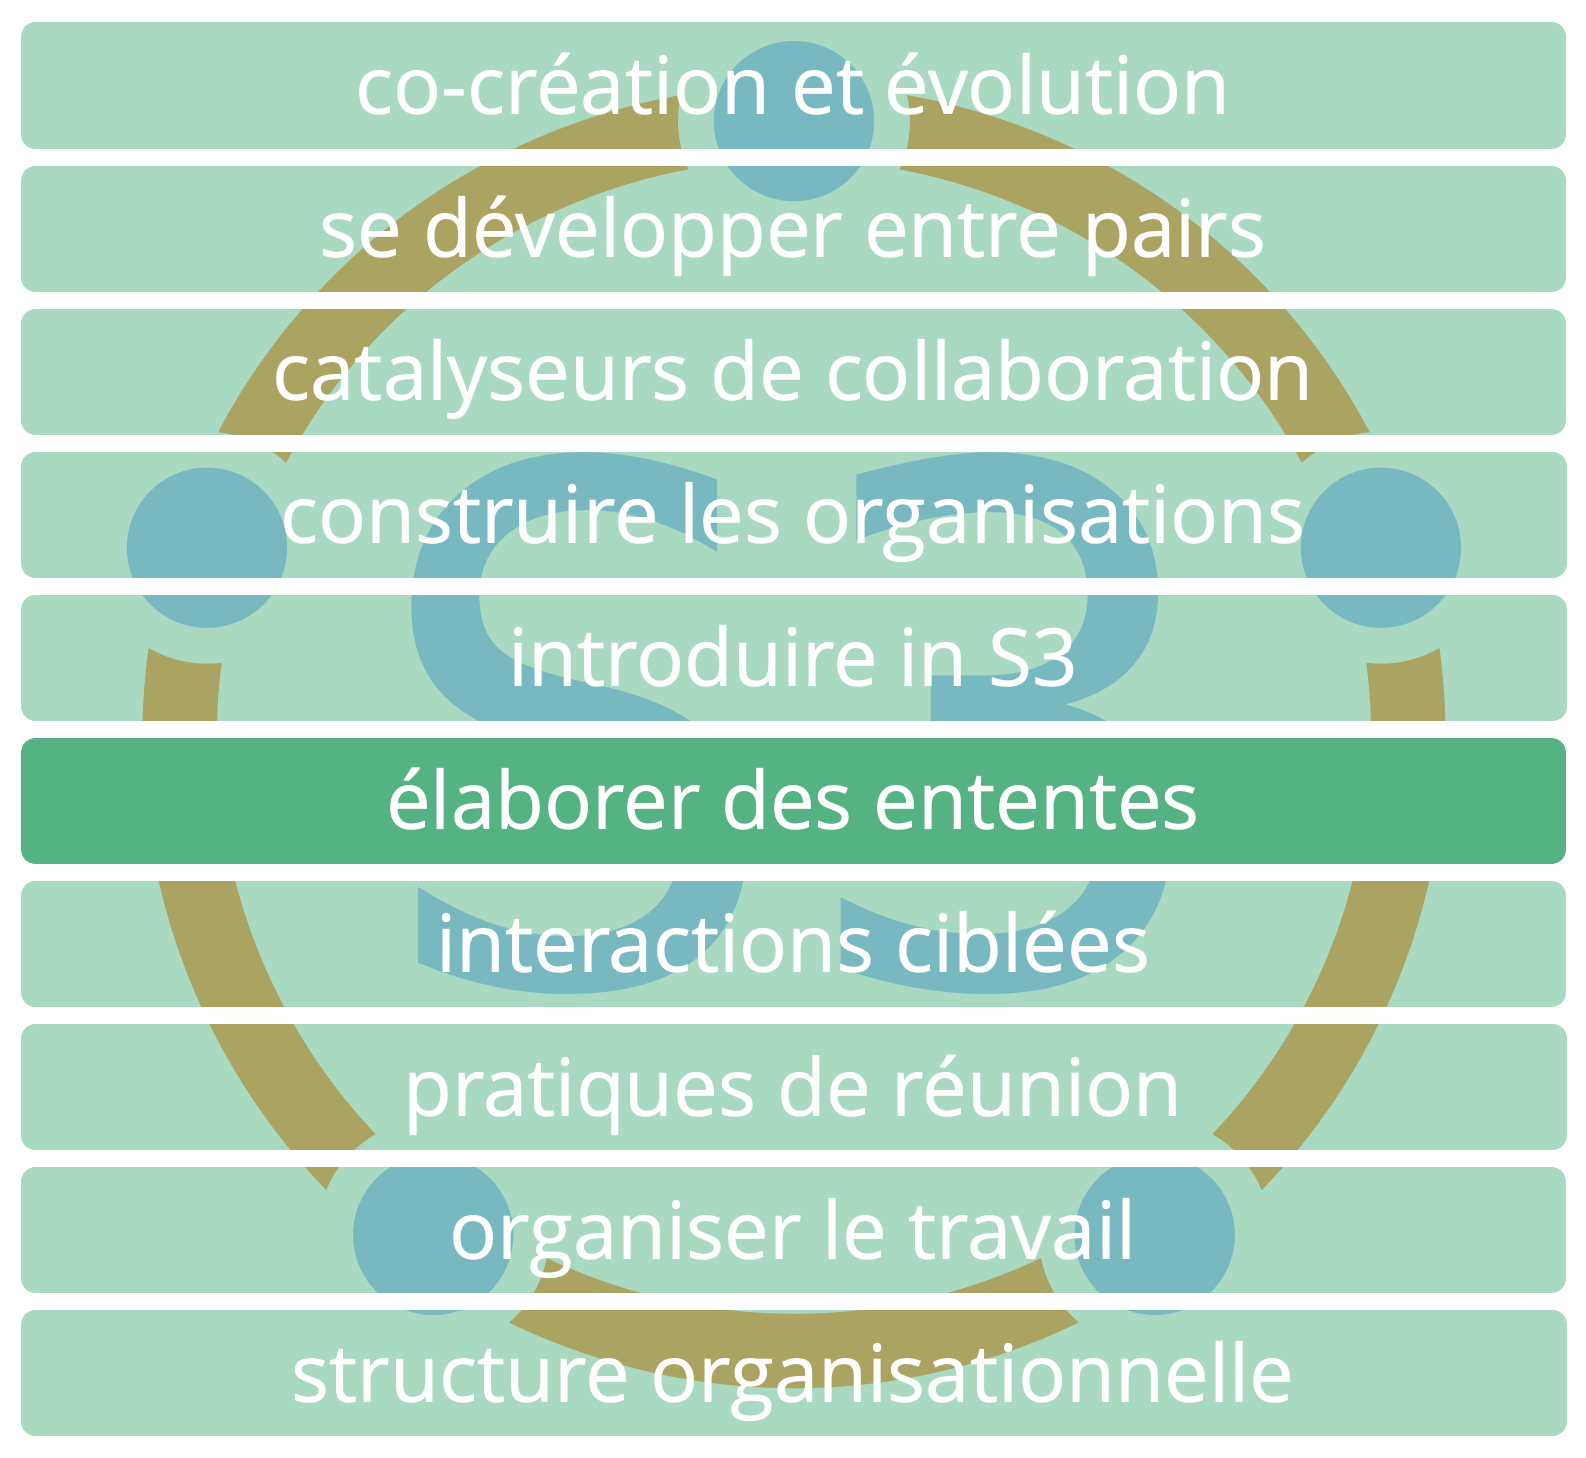 co-création et évolution
se développer entre pairs
catalyseurs de collaboration
construire les organisations
introduire in S3
élaborer des ententes
interactions ciblées
pratiques de réunion
organiser le travail
structure organisationnelle
S3